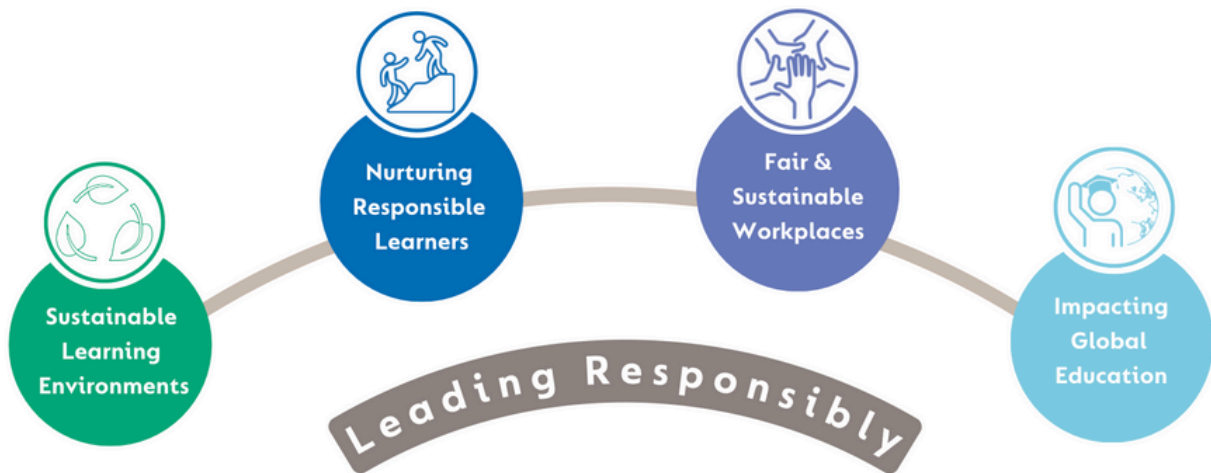 Sustainable
Learning
Environments
Nurturing
Responsible
Learners
Fair &
Sustainable
Workplaces
Impacting
Global
Education
Leading Responsibly